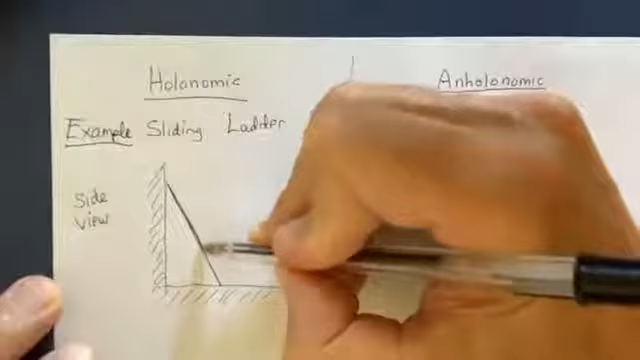 Holonomic
Anholonomic
Example Sliding Ladder
Side
View